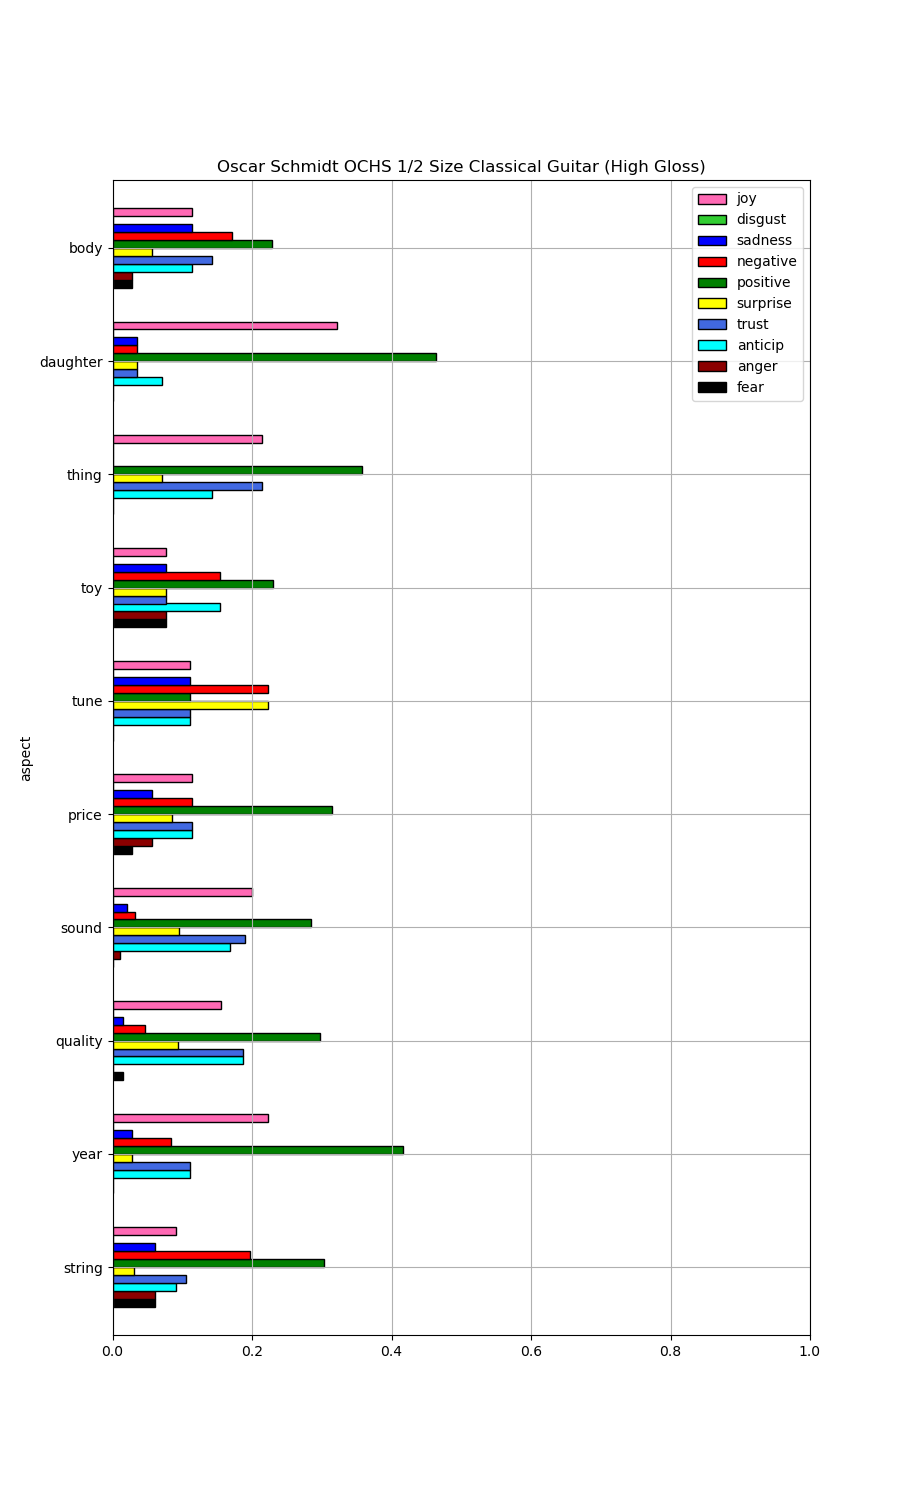 Oscar Schmidt OCHS 1/2 Size Classical Guitar (High Gloss)
joy
disgust
sadness
negative
positive
surprise
trust
anticip
anger
fear
body
daughter
thing
toy
tune
price
sound
quality
year
string
aspect
0.0 0.2 0.4 0.6 0.8 1.0